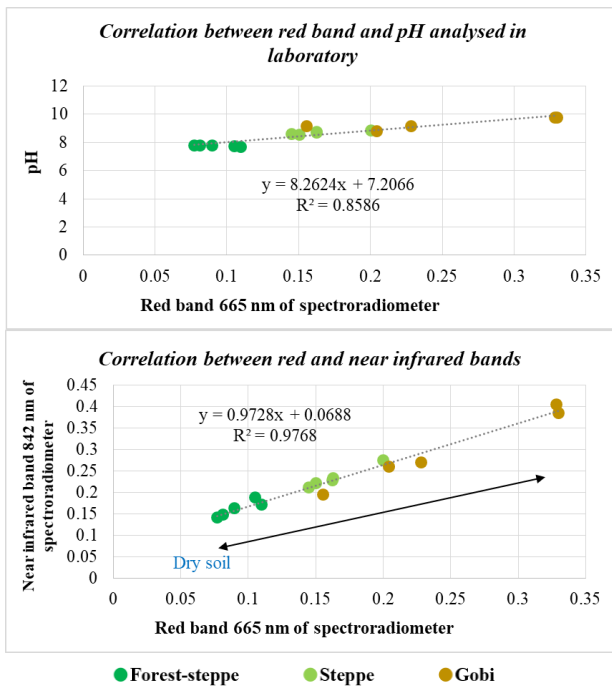 Correlation between red band and pH analysed in
laboratory
12
10
8
6
4
2
0
pH
y = 8.2624x + 7.2066
R² = 0.8586
0 0.05 0.1 0.15 0.2 0.25 0.3 0.35
Red band 665 nm of spectroradiometer
Correlation between red and near infrared bands
0.45
0.4
0.35
0.3
0.25
0.2
0.15
0.1
0.05
0
Near infrared band 842 nm of
spectroradiometer
y = 0.9728x + 0.0688
R² = 0.9768
Dry soil
0 0.05 0.1 0.15 0.2 0.25 0.3 0.35
Red band 665 nm of spectroradiometer
Forest-steppe Steppe Gobi